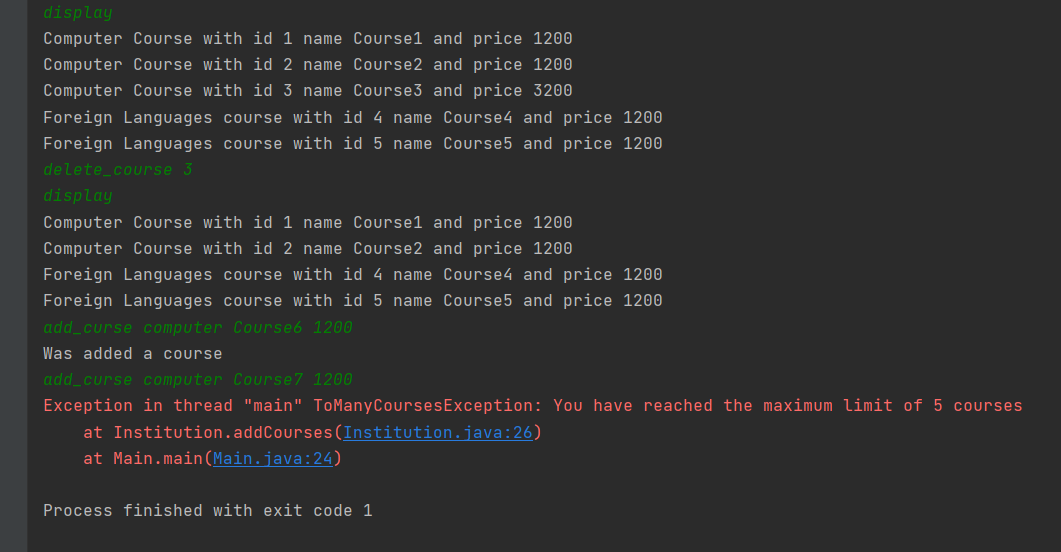 display
Computer Course with id 1 name Course1 and price 1200
Computer Course with id 2 name Course2 and price 1200
Computer Course with id 3 name Course3 and price 3200
Foreign Languages course with id 4 name Course4 and price 1200
Foreign Languages course with id 5 name Course5 and price 1200
delete_course 3
display
Computer Course with id 1 name Course1 and price 1200
Computer Course with id 2 name Course2 and price 1200
Foreign Languages course with id 4 name Course4 and price 1200
Foreign Languages course with id 5 name Course5 and price 1200
add_curse computer Course6 1200
Was added a course
add_curse computer Course7 1200
Exception in thread "main" ToManyCoursesException: You have reached the maximum limit of 5 courses
    at Institution.addCourses(Institution.java:26)
    at Main.main(Main.java:24)
Process finished with exit code 1